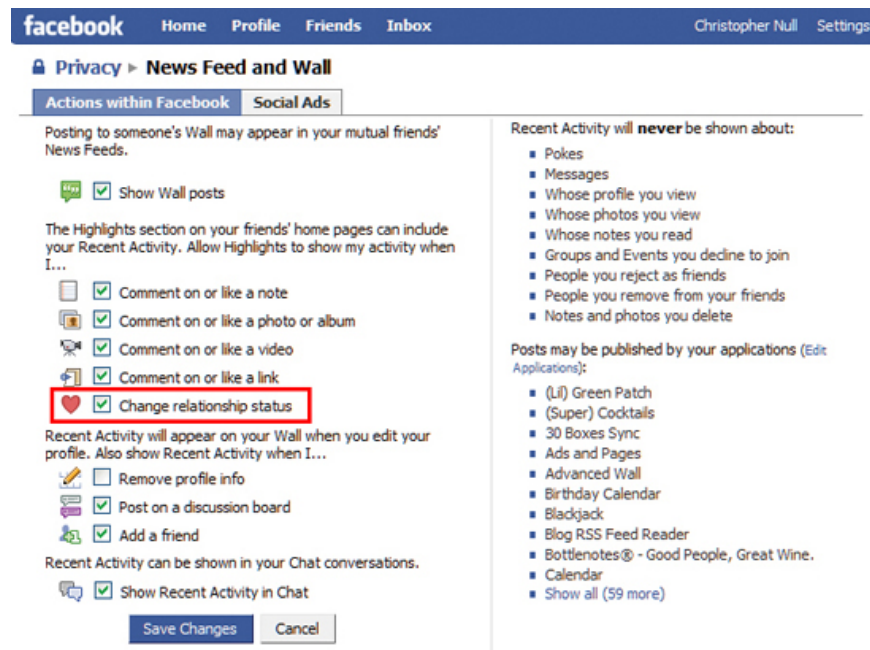 facebook Home Profile Friends Inbox Christopher Null Settings
Privacy ▸ News Feed and Wall
Actions within Facebook Social Ads
Posting to someone's Wall may appear in your mutual friends'
News Feeds.
Show Wall posts
The Highlights section on your friends' home pages can include
your Recent Activity. Allow Highlights to show my activity when
I...
Comment on or like a note
Comment on or like a photo or album
Comment on or like a video
Comment on or like a link
Change relationship status
Recent Activity will appear on your Wall when you edit your
profile. Also show Recent Activity when I...
Remove profile info
Post on a discussion board
Add a friend
Recent Activity can be shown in your Chat conversations.
Show Recent Activity in Chat
Save Changes Cancel
Recent Activity will never be shown about:
Pokes
Messages
Whose profile you view
Whose photos you view
Whose notes you read
Groups and Events you decline to join
People you reject as friends
People you remove from your friends
Notes and photos you delete
Posts may be published by your applications (Edit
Applications):
(Lil) Green Patch
(Super) Cocktails
30 Boxes Sync
Ads and Pages
Advanced Wall
Birthday Calendar
Blackjack
Blog RSS Feed Reader
Bottlenotes® - Good People, Great Wine.
Calendar
Show all (59 more)